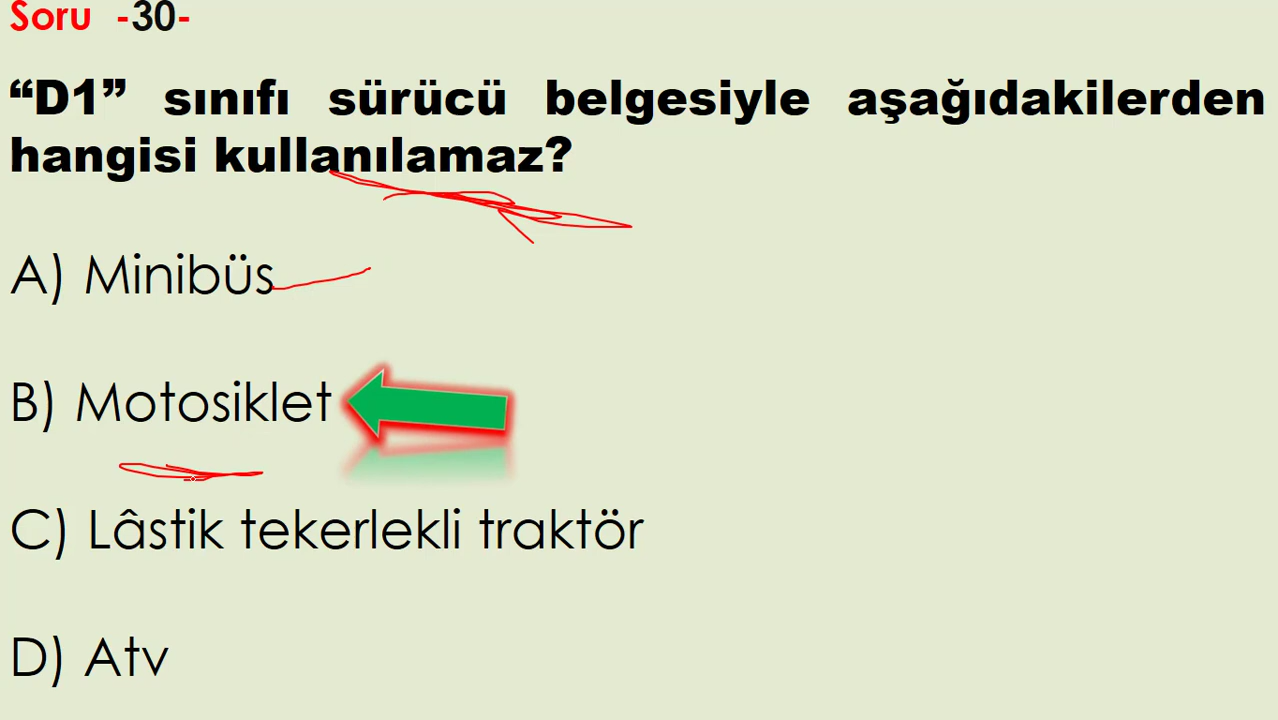 Soru -30-
“D1” sınıfı sürücü belgesiyle aşağıdakilerden
hangisi kullanılamaz?
A) Minibüs
B) Motosiklet
C) Lâstik tekerlekli traktör
D) Atv